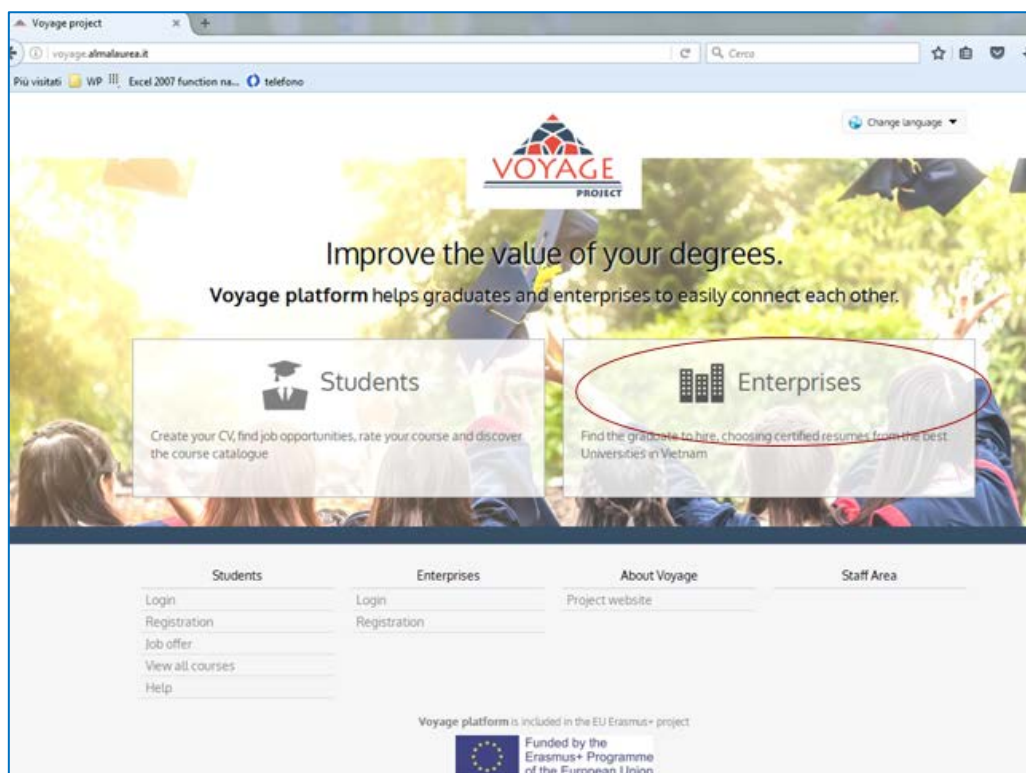 Voyage project
voyage.almalaurea.it
Cerca
Più visitati WP Excel 2007 function na... telefono
Change language
VOYAGE
PROJECT
Improve the value of your degrees.
Voyage platform helps graduates and enterprises to easily connect each other.
Students
Create your CV, find job opportunities, rate your course and discover
the course catalogue
Enterprises
Find the graduate to hire, choosing certified resumes from the best
Universities in Vietnam
Students
Login
Registration
Job offer
View all courses
Help
Enterprises
Login
Registration
About Voyage
Project website
Staff Area
Voyage platform is included in the EU Erasmus+ project
Funded by the
Erasmus+ Programme
of the European Union